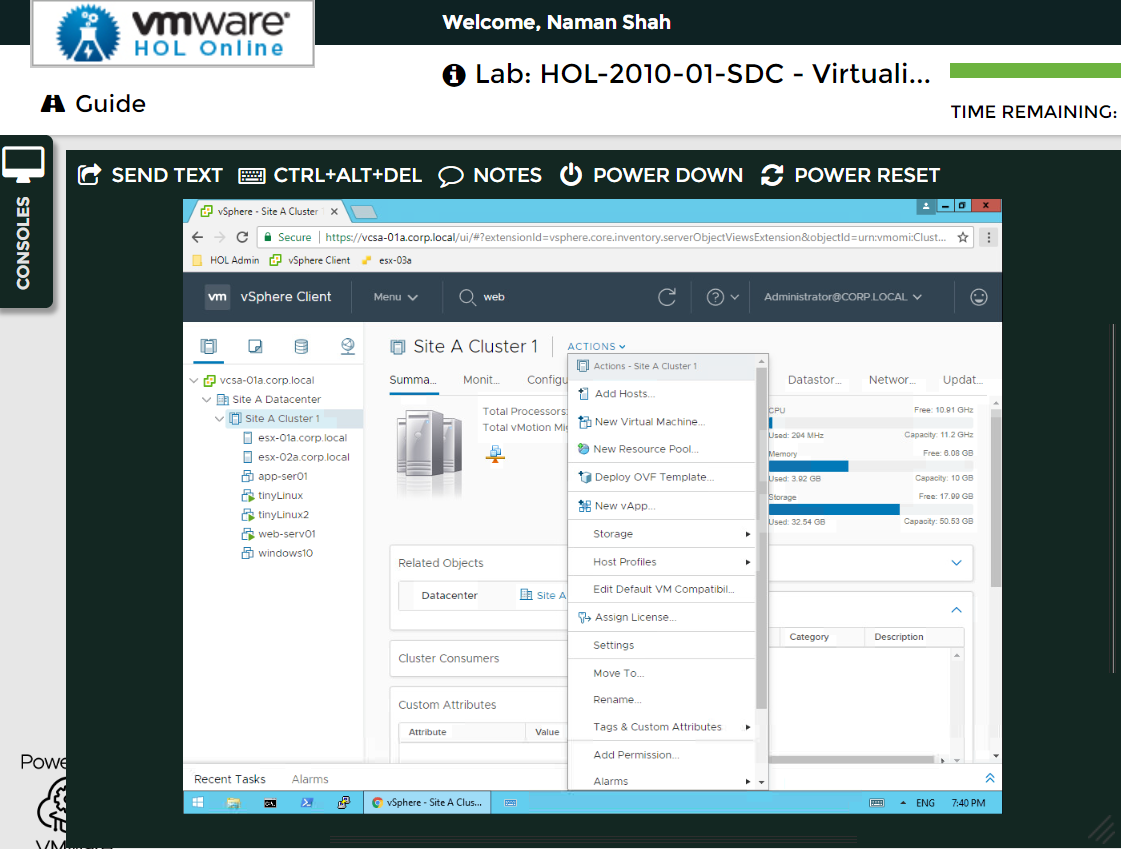 vmware®
HOL Online
Welcome, Naman Shah
Lab: HOL-2010-01-SDC - Virtuali...
Guide
TIME REMAINING:
CONSOLES
SEND TEXT CTRL+ALT+DEL NOTES POWER DOWN POWER RESET
vSphere - Site A Cluster
Secure | https://vcsa-01a.corp.local/ui/#?extensionId=vsphere.core.inventory.serverObjectViewsExtension&objectId=urn:vmomi:Clust...
HOL Admin vSphere Client esx-03a
vm vSphere Client Menu web Administrator@CORP.LOCAL
Site A Cluster 1 ACTIONS
Summa... Monit... Configu Datastor... Networ... Updat...
vcsa-01a.corp.local
Site A Datacenter
Site A Cluster 1
esx-01a.corp.local
esx-02a.corp.local
app-ser01
tinyLinux
tinyLinux2
web-serv01
windows10
Total Processors:
Total vMotion Mig
CPU Free: 10.91 GHz
Used: 294 MHz Capacity: 11.2 GHz
Memory Free: 6.08 GB
Used: 3.92 GB Capacity: 10 GB
Storage Free: 17.99 GB
Used: 32.54 GB Capacity: 50.53 GB
Actions - Site A Cluster 1
Add Hosts...
New Virtual Machine...
New Resource Pool...
Deploy OVF Template...
New vApp...
Storage
Host Profiles
Edit Default VM Compatibil...
Assign License...
Settings
Move To...
Rename...
Tags & Custom Attributes
Add Permission...
Alarms
Related Objects
Datacenter Site A
Cluster Consumers
Custom Attributes
Attribute Value
Category Description
Recent Tasks Alarms
vSphere - Site A Clus... ENG 7:40 PM
Powe
VMware